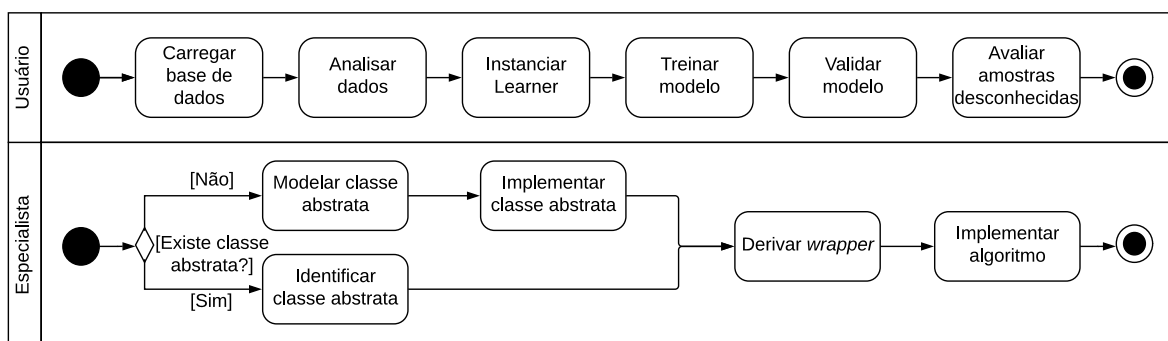 Usuário
Carregar
base de
dados
Analisar
dados
Instanciar
Learner
Treinar
modelo
Validar
modelo
Avaliar
amostras
desconhecidas
Especialista
[Não]
Modelar classe
abstrata
Implementar
classe abstrata
[Existe classe
abstrata?]
[Sim]
Identificar
classe abstrata
Derivar wrapper
Implementar
algoritmo